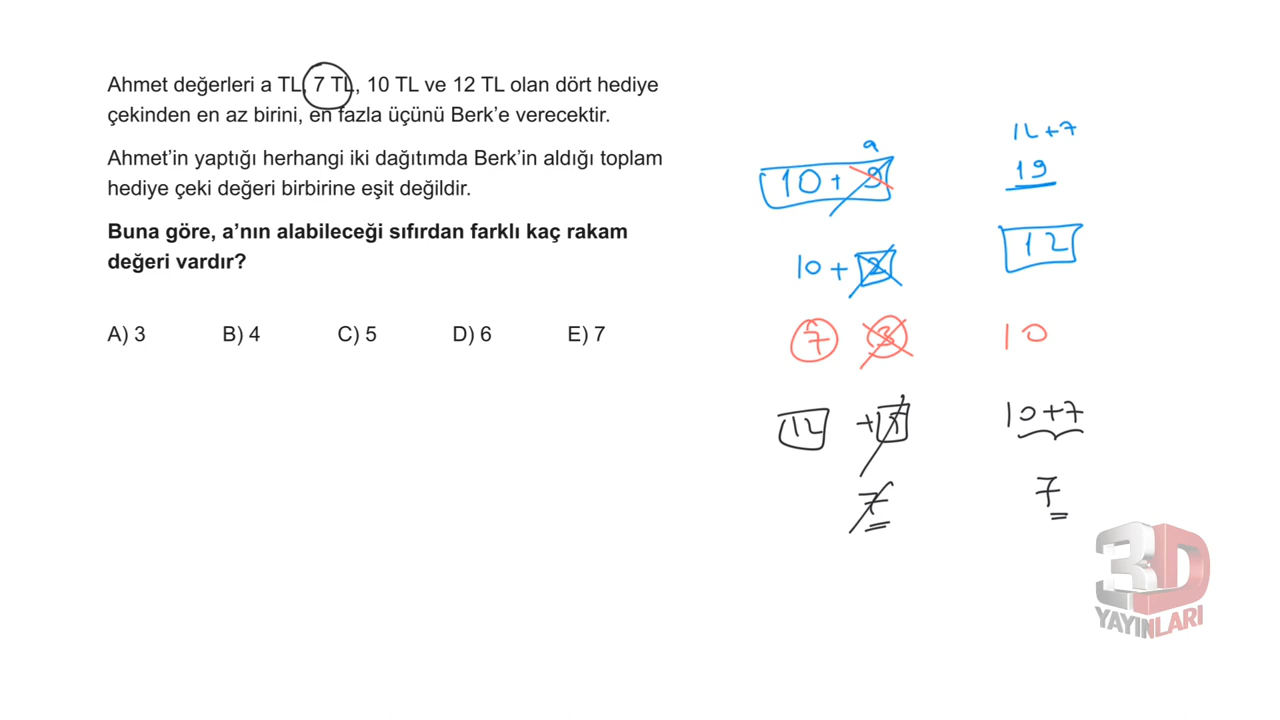 Ahmet değerleri a TL, 7 TL, 10 TL ve 12 TL olan dört hediye
çekinden en az birini, en fazla üçünü Berk’e verecektir.
Ahmet’in yaptığı herhangi iki dağıtımda Berk’in aldığı toplam
hediye çeki değeri birbirine eşit değildir.
Buna göre, a’nın alabileceği sıfırdan farklı kaç rakam
değeri vardır?
A) 3 B) 4 C) 5 D) 6 E) 7
a
12+7
10 + 9
19
10 + 2
12
7 3 10
12 + 5 10+7
7 7
3D
YAYINLARI